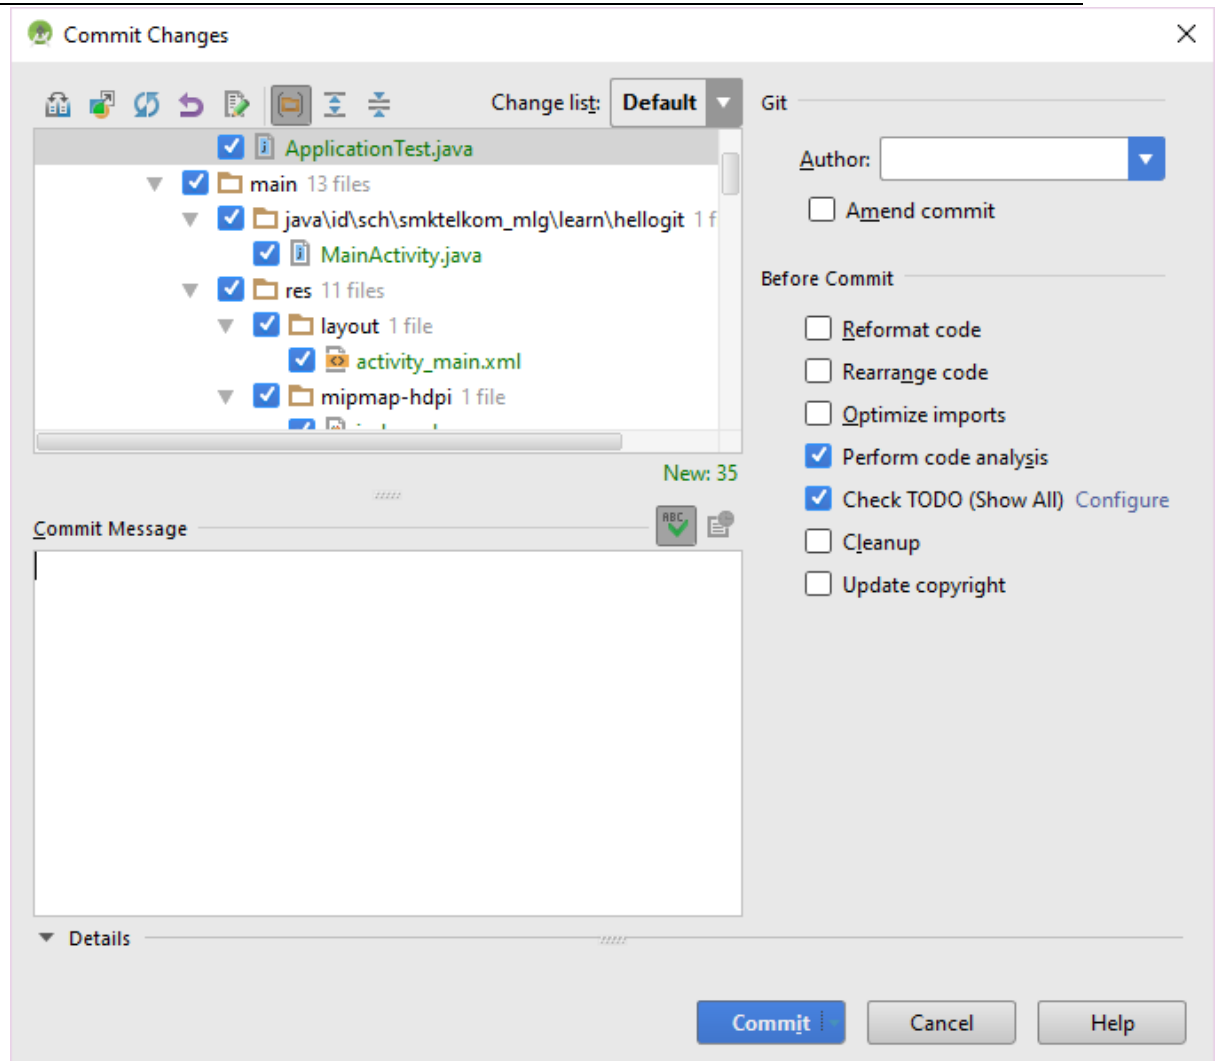 Commit Changes
Change list: Default
ApplicationTest.java
main 13 files
java\id\sch\smktelkom_mlg\learn\hellogit 1 f
MainActivity.java
res 11 files
layout 1 file
activity_main.xml
mipmap-hdpi 1 file
New: 35
Commit Message
ABC
Details
Git
Author:
Amend commit
Before Commit
Reformat code
Rearrange code
Optimize imports
Perform code analysis
Check TODO (Show All) Configure
Cleanup
Update copyright
Commit
Cancel
Help